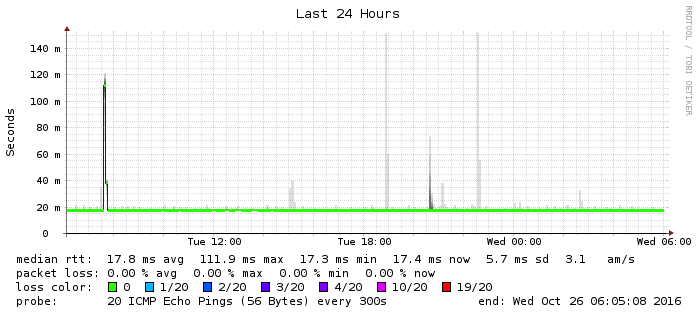 Last 24 Hours
RRDTOOL / TOBI OETIKER
Seconds
140 m
120 m
100 m
80 m
60 m
40 m
20 m
0
Tue 12:00 Tue 18:00 Wed 00:00 Wed 06:00
median rtt: 17.8 ms avg 111.9 ms max 17.3 ms min 17.4 ms now 5.7 ms sd 3.1 am/s
packet loss: 0.00 % avg 0.00 % max 0.00 % min 0.00 % now
loss color: 0 1/20 2/20 3/20 4/20 10/20 19/20
probe: 20 ICMP Echo Pings (56 Bytes) every 300s end: Wed Oct 26 06:05:08 2016